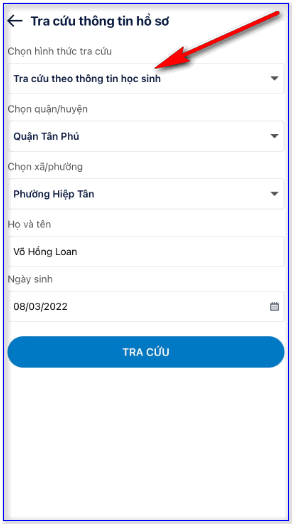 Tra cứu thông tin hồ sơ
Chọn hình thức tra cứu
Tra cứu theo thông tin học sinh
Chọn quận/huyện
Quận Tân Phú
Chọn xã/phường
Phường Hiệp Tân
Họ và tên
Võ Hồng Loan
Ngày sinh
08/03/2022
TRA CỨU